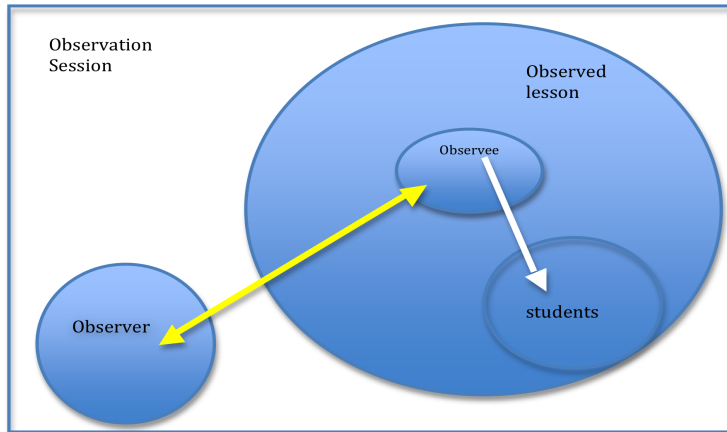 Observation
Session
Observed
lesson
Observee
Observer
students